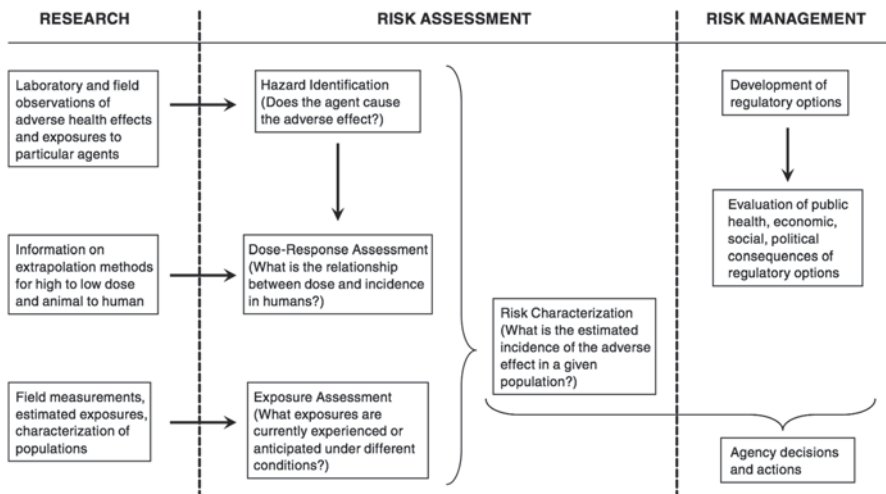 RESEARCH
RISK ASSESSMENT
RISK MANAGEMENT
Laboratory and field
observations of
adverse health effects
and exposures to
particular agents
Hazard Identification
(Does the agent cause
the adverse effect?)
Development of
regulatory options
Information on
extrapolation methods
for high to low dose
and animal to human
Dose-Response Assessment
(What is the relationship
between dose and incidence
in humans?)
Evaluation of public
health, economic,
social, political
consequences of
regulatory options
Risk Characterization
(What is the estimated
incidence of the adverse
effect in a given
population?)
Field measurements,
estimated exposures,
characterization of
populations
Exposure Assessment
(What exposures are
currently experienced or
anticipated under different
conditions?)
Agency decisions
and actions